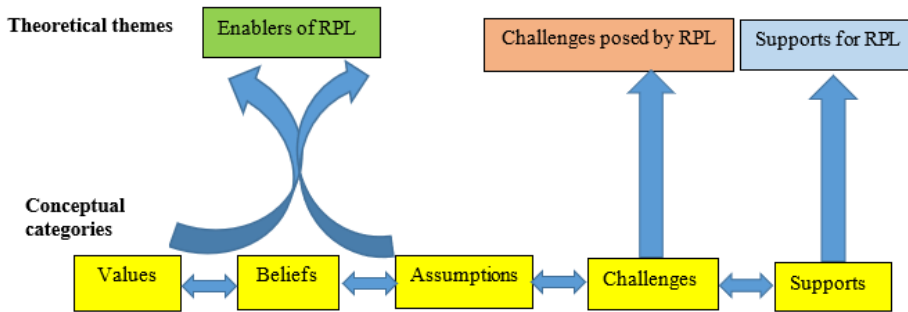 Theoretical themes
Enablers of RPL
Challenges posed by RPL
Supports for RPL
Conceptual
categories
Values
Beliefs
Assumptions
Challenges
Supports